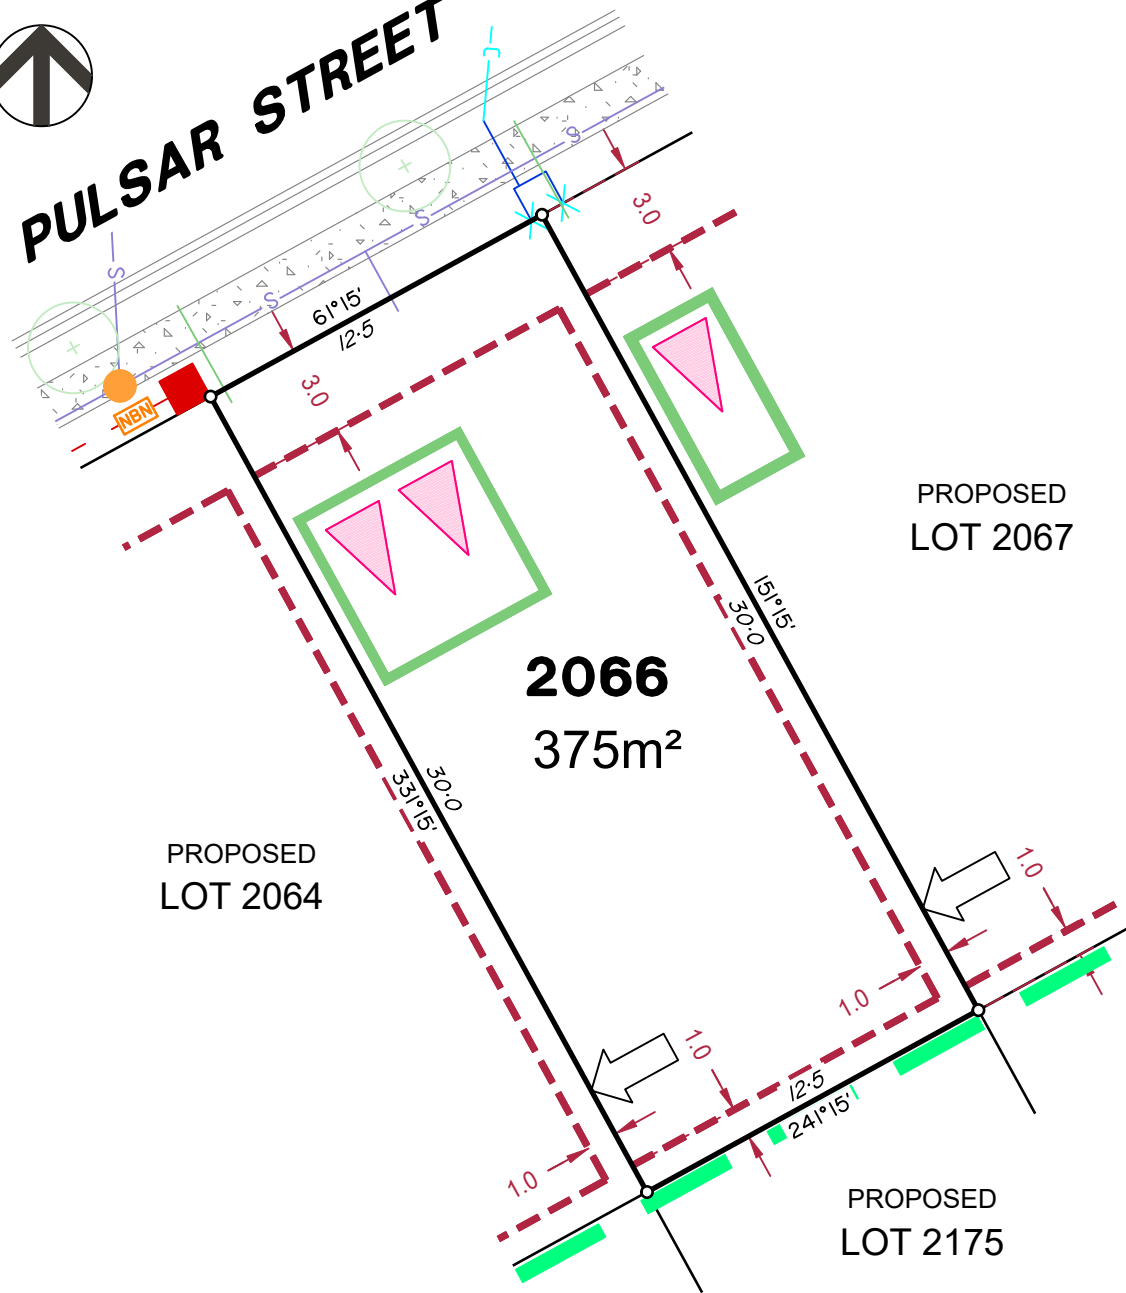 PULSAR STREET
C
S
S
S
S
3.0
61°15'
12·5
3.0
NBN
PROPOSED
LOT 2067
151°15'
30·0
2066
375m²
30·0
331°15'
PROPOSED
LOT 2064
1.0
1.0
1.0
12·5
241°15'
1.0
PROPOSED
LOT 2175